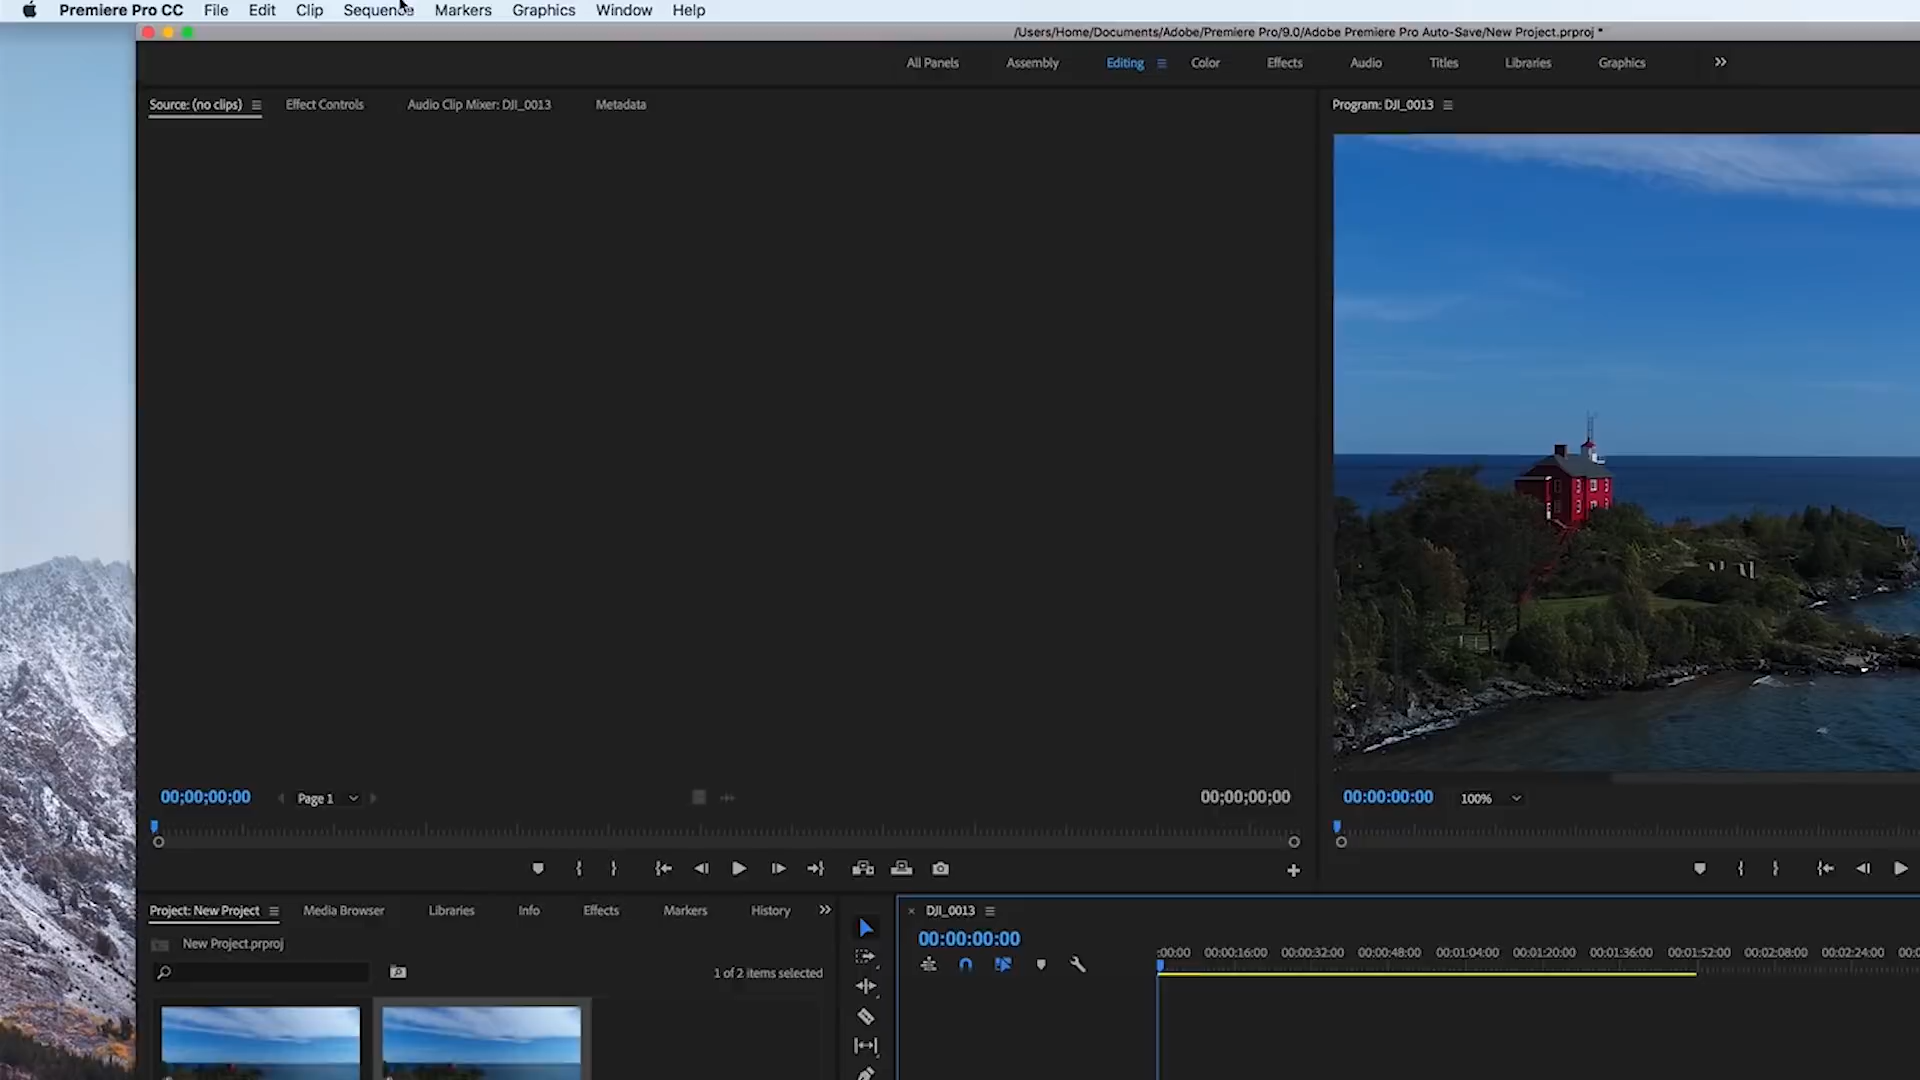 Premiere Pro CC File Edit Clip Sequence Markers Graphics Window Help
/Users/Home/Documents/Adobe/Premiere Pro/9.0/Adobe Premiere Pro Auto-Save/New Project.prproj *
All Panels Assembly Editing Color Effects Audio Titles Libraries Graphics
Source: (no clips) Effect Controls Audio Clip Mixer: DJI_0013 Metadata
Program: DJI_0013
00;00;00;00 Page 1 00;00;00;00
00:00:00:00 100%
Project: New Project Media Browser Libraries Info Effects Markers History
New Project.prproj
1 of 2 items selected
× DJI_0013
00:00:00:00
:00:00 00:00:16:00 00:00:32:00 00:00:48:00 00:01:04:00 00:01:20:00 00:01:36:00 00:01:52:00 00:02:08:00 00:02:24:00 00:0